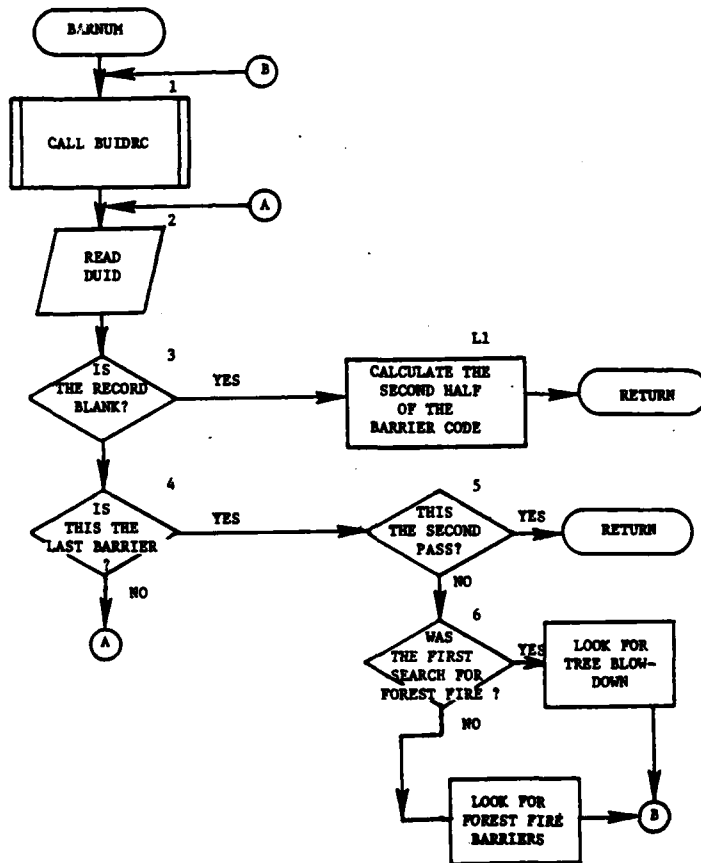 BARNUM
B
1
CALL BUIDRC
A
2
READ
DUID
3
IS
THE RECORD
BLANK?
YES
L1
CALCULATE THE
SECOND HALF
OF THE
BARRIER CODE
RETURN
4
IS
THIS THE
LAST BARRIER
?
YES
NO
A
5
THIS
THE SECOND
PASS?
YES
RETURN
NO
6
WAS
THE FIRST
SEARCH FOR
FOREST FIRE ?
YES
LOOK FOR
TREE BLOW-
DOWN
NO
LOOK FOR
FOREST FIRE
BARRIERS
B